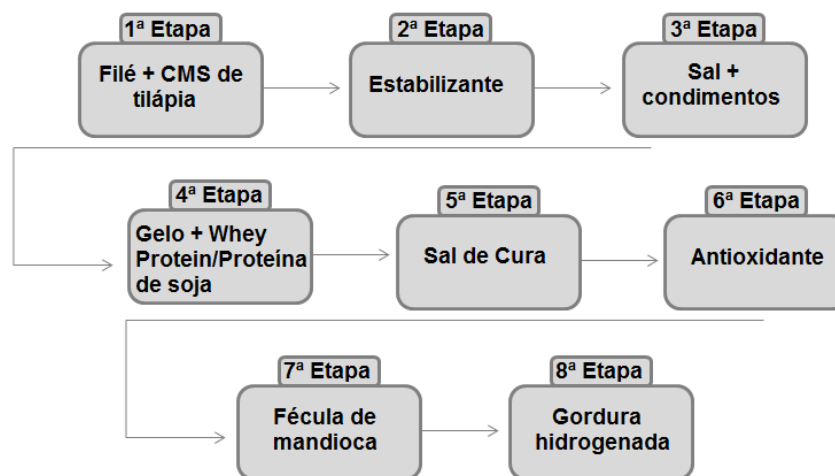 1ª Etapa
Filé + CMS de
tilápia
2ª Etapa
Estabilizante
3ª Etapa
Sal +
condimentos
4ª Etapa
Gelo + Whey
Protein/Proteína
de soja
5ª Etapa
Sal de Cura
6ª Etapa
Antioxidante
7ª Etapa
Fécula de
mandioca
8ª Etapa
Gordura
hidrogenada